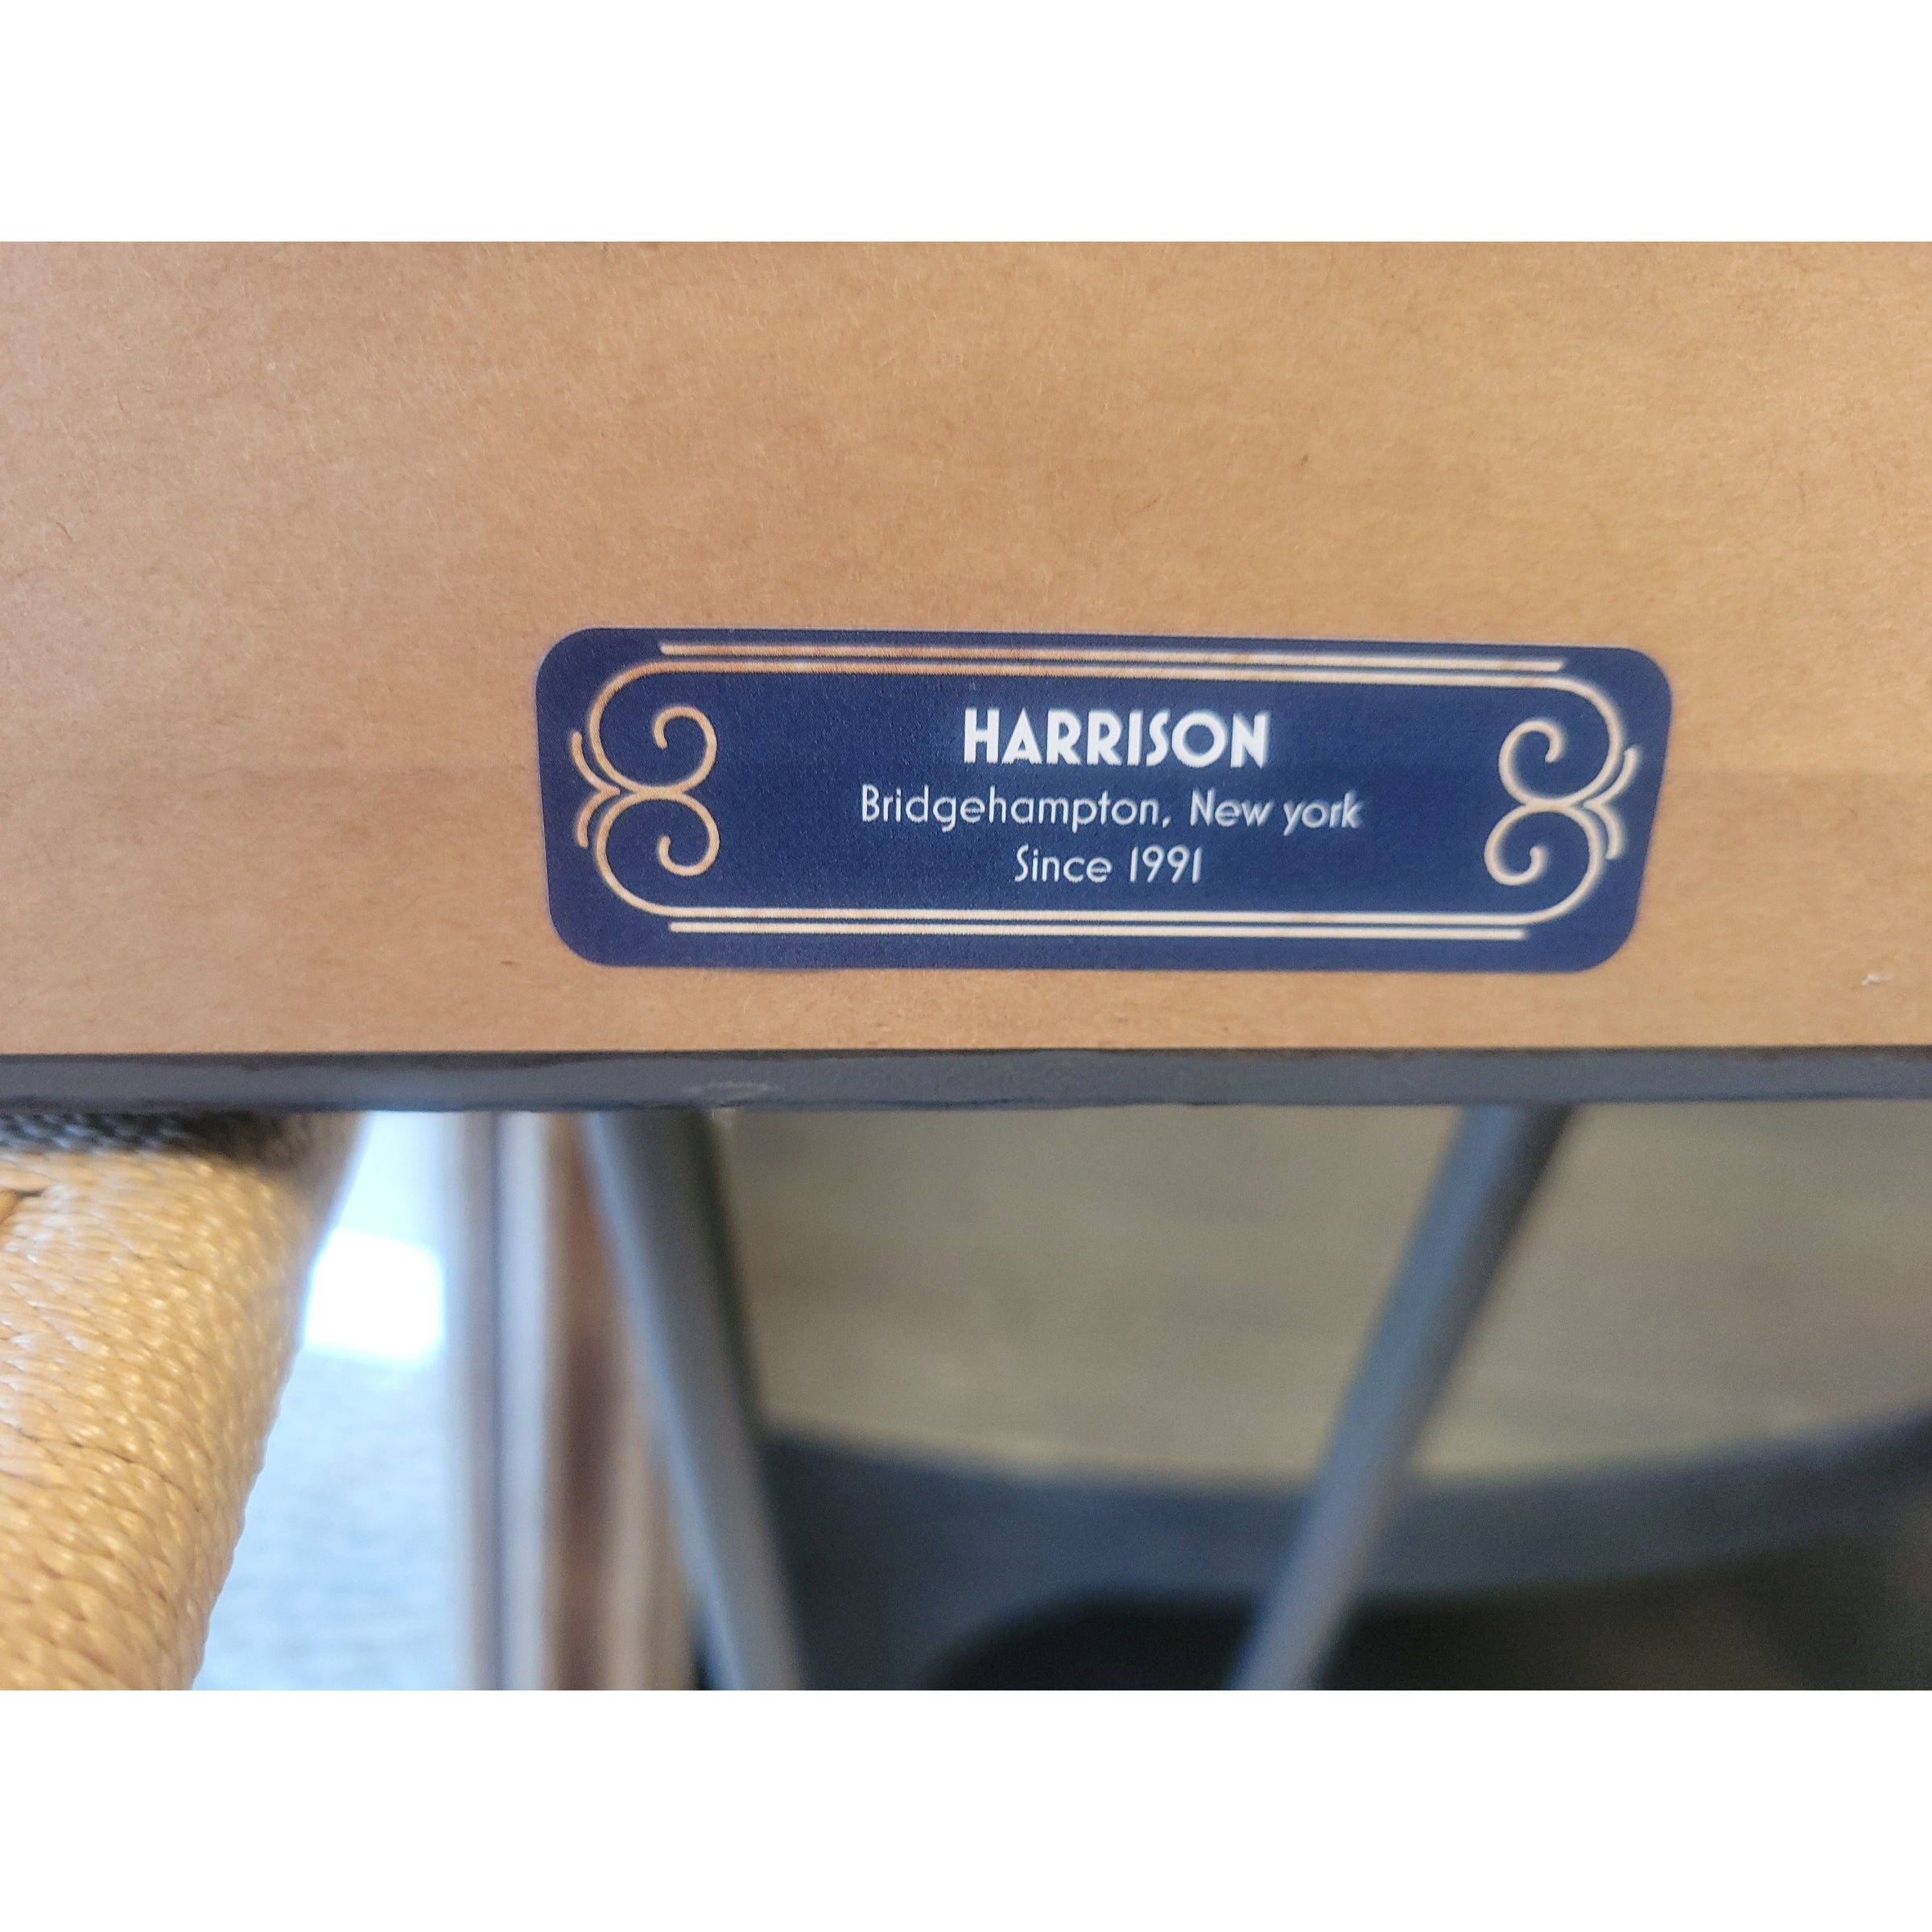 HARRISON
Bridgehampton, New york
Since 1991